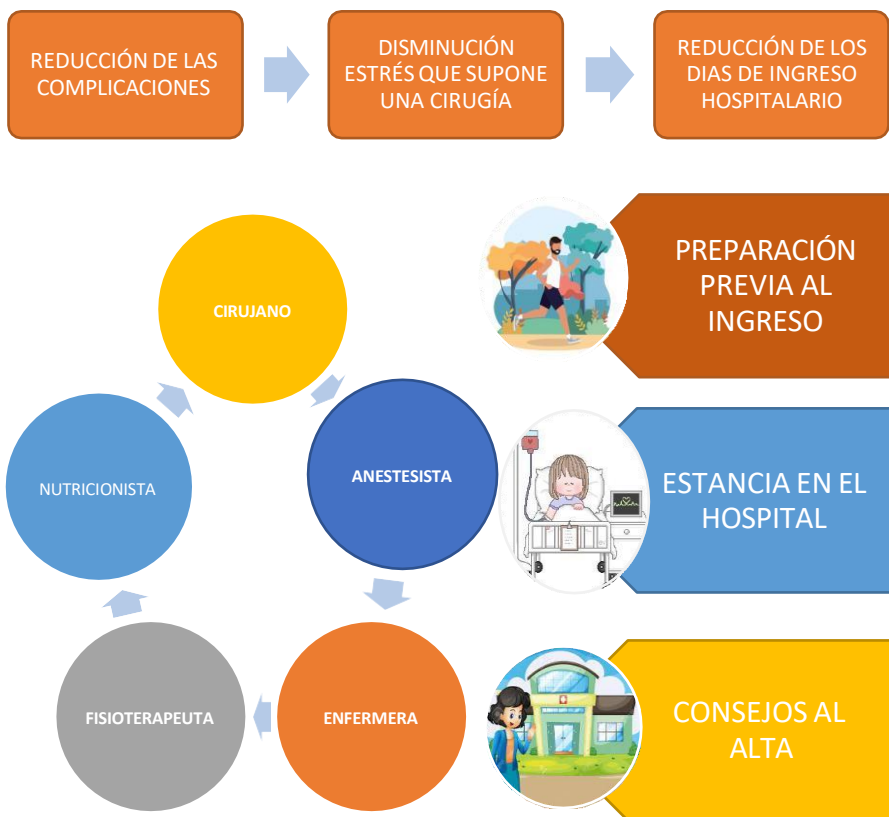 REDUCCIÓN DE LAS
COMPLICACIONES
DISMINUCIÓN
ESTRÉS QUE SUPONE
UNA CIRUGÍA
REDUCCIÓN DE LOS
DIAS DE INGRESO
HOSPITALARIO
CIRUJANO
ANESTESISTA
ENFERMERA
FISIOTERAPEUTA
NUTRICIONISTA
PREPARACIÓN
PREVIA AL
INGRESO
ESTANCIA EN EL
HOSPITAL
CONSEJOS AL
ALTA